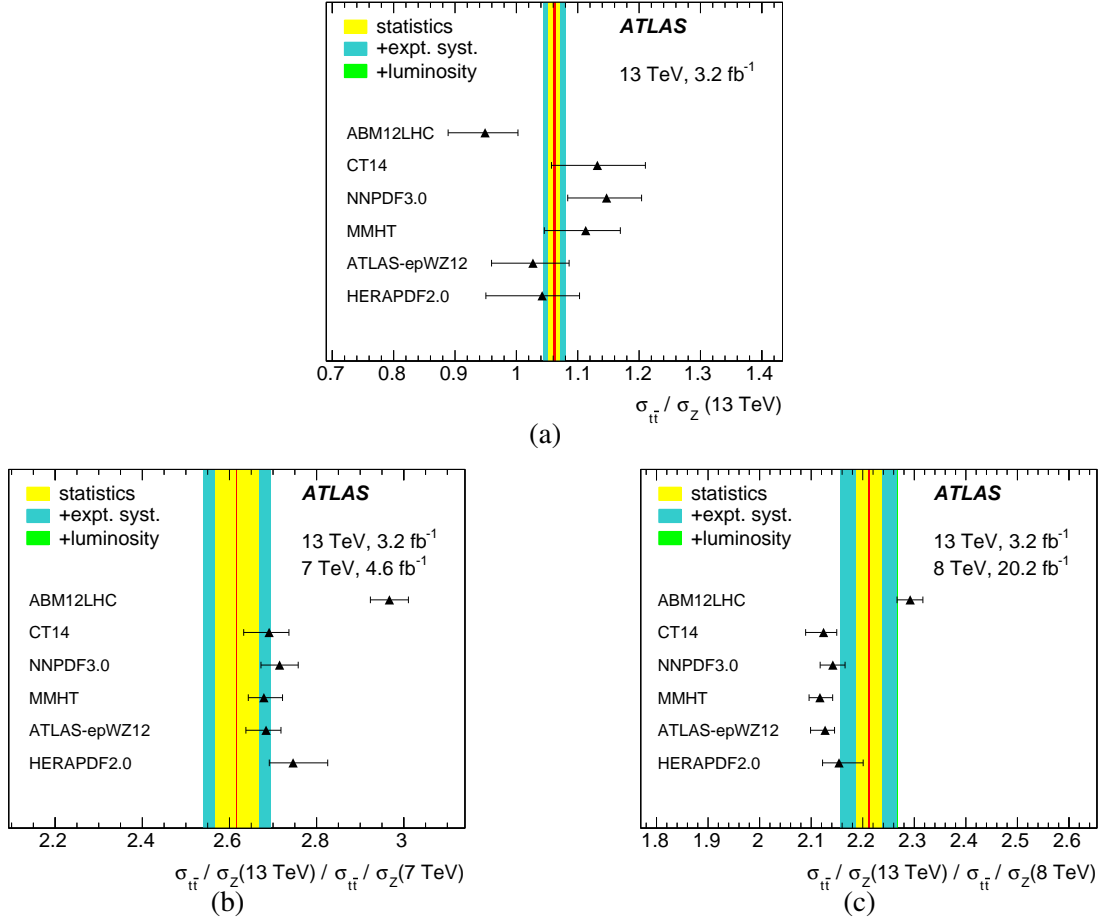 statistics
+expt. syst.
+luminosity
ATLAS
13 TeV, 3.2 fb⁻¹
ABM12LHC
CT14
NNPDF3.0
MMHT
ATLAS-epWZ12
HERAPDF2.0
0.7 0.8 0.9 1 1.1 1.2 1.3 1.4
σ_tt̄ / σ_Z (13 TeV)
(a)
statistics
+expt. syst.
+luminosity
ATLAS
13 TeV, 3.2 fb⁻¹
7 TeV, 4.6 fb⁻¹
ABM12LHC
CT14
NNPDF3.0
MMHT
ATLAS-epWZ12
HERAPDF2.0
2.2 2.4 2.6 2.8 3
σ_tt̄ / σ_Z(13 TeV) / σ_tt̄ / σ_Z(7 TeV)
(b)
statistics
+expt. syst.
+luminosity
ATLAS
13 TeV, 3.2 fb⁻¹
8 TeV, 20.2 fb⁻¹
ABM12LHC
CT14
NNPDF3.0
MMHT
ATLAS-epWZ12
HERAPDF2.0
1.8 1.9 2 2.1 2.2 2.3 2.4 2.5 2.6
σ_tt̄ / σ_Z(13 TeV) / σ_tt̄ / σ_Z(8 TeV)
(c)